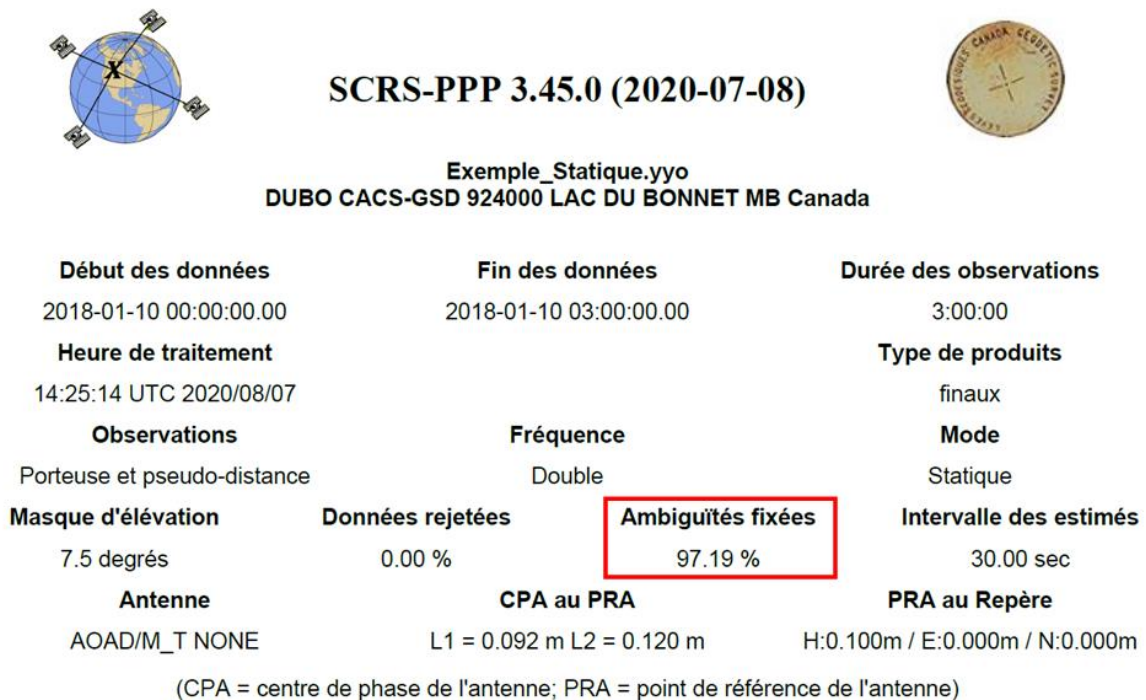 X
CANADA GEODETIC SURVEY
LEVÉS GÉODÉSIQUES
SCRS-PPP 3.45.0 (2020-07-08)
Exemple_Statique.yyo
DUBO CACS-GSD 924000 LAC DU BONNET MB Canada
Début des données Fin des données Durée des observations
2018-01-10 00:00:00.00 2018-01-10 03:00:00.00 3:00:00
Heure de traitement Type de produits
14:25:14 UTC 2020/08/07 finaux
Observations Fréquence Mode
Porteuse et pseudo-distance Double Statique
Masque d'élévation Données rejetées Ambiguïtés fixées Intervalle des estimés
7.5 degrés 0.00 % 97.19 % 30.00 sec
Antenne CPA au PRA PRA au Repère
AOAD/M_T NONE L1 = 0.092 m L2 = 0.120 m H:0.100m / E:0.000m / N:0.000m
(CPA = centre de phase de l'antenne; PRA = point de référence de l'antenne)